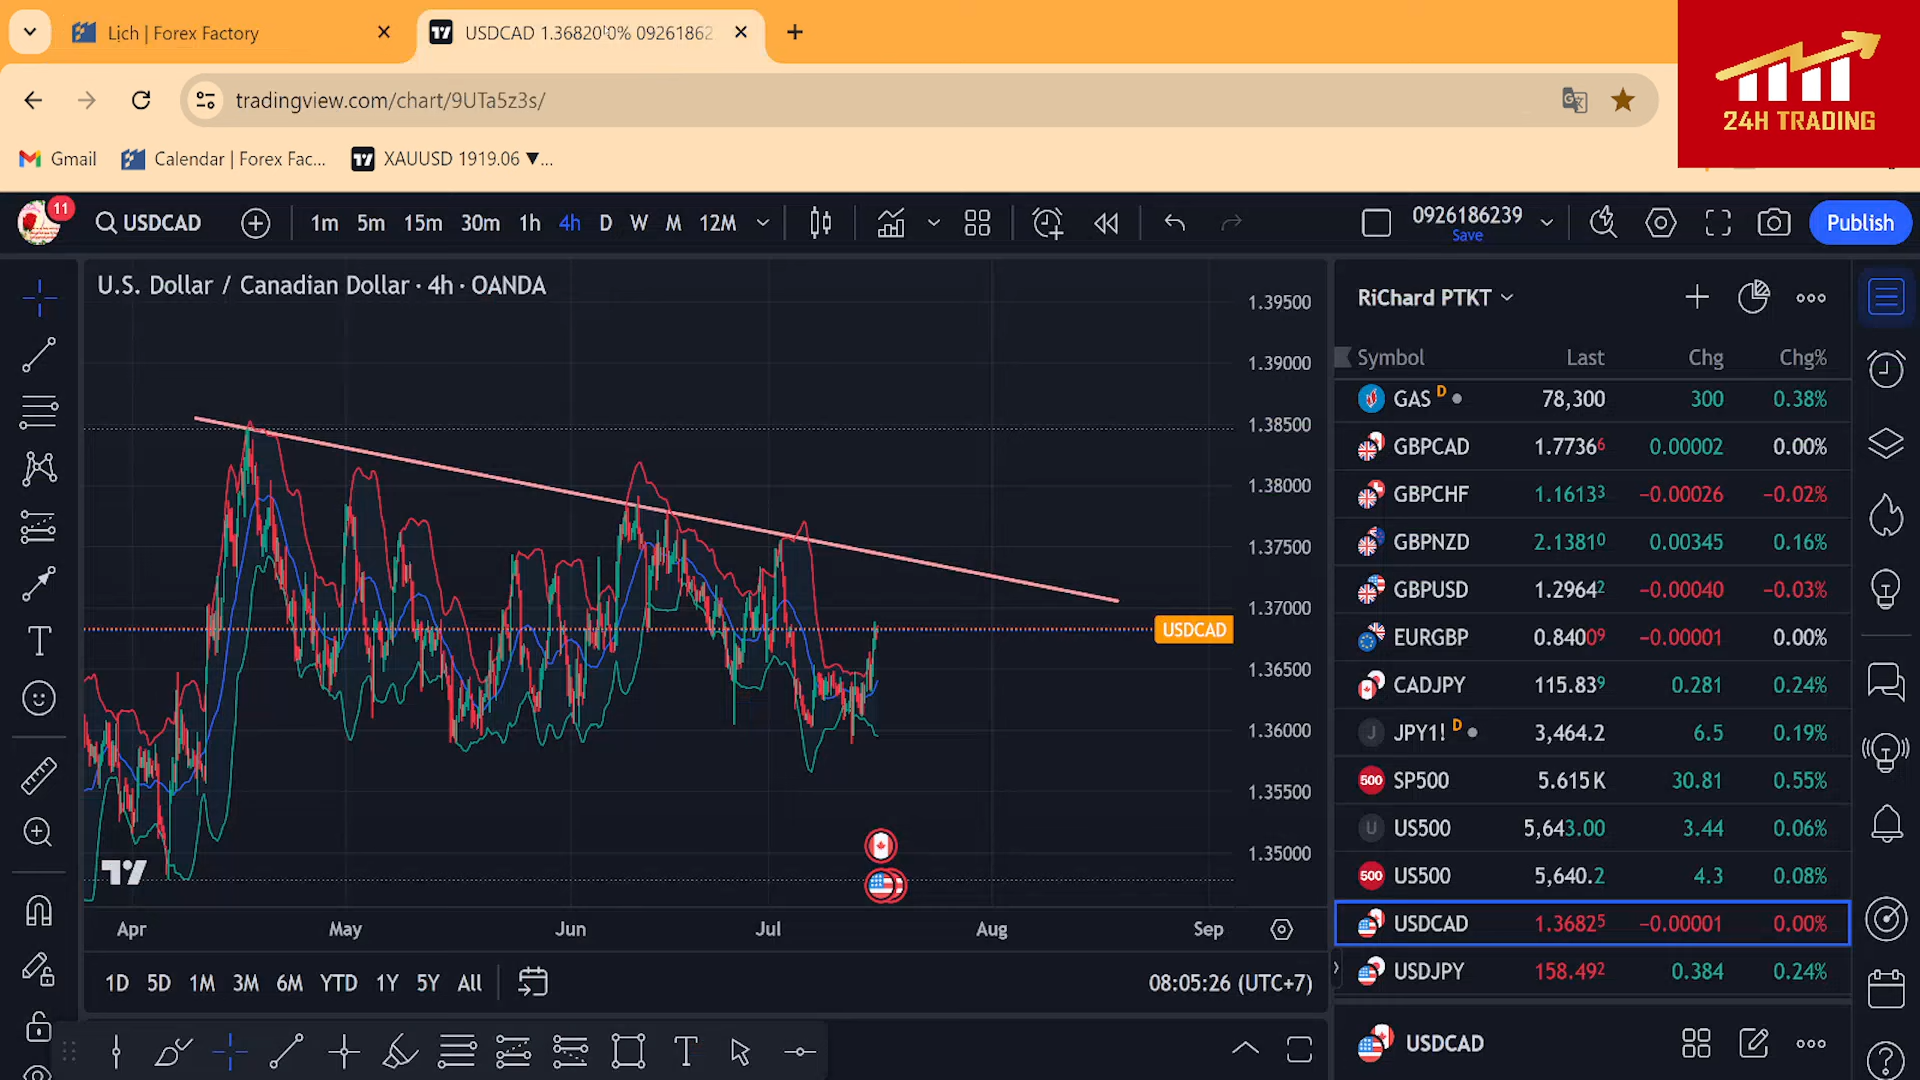 Lịch | Forex Factory
USDCAD 1.36820 0% 09261862
24H TRADING
tradingview.com/chart/9UTa5z3s/
Gmail
Calendar | Forex Fac...
XAUUSD 1919.06 ▼...
11
USDCAD
1m 5m 15m 30m 1h 4h D W M 12M
0926186239
Save
Publish
U.S. Dollar / Canadian Dollar · 4h · OANDA
1.39500
1.39000
1.38500
1.38000
1.37500
1.37000
USDCAD
1.36500
1.36000
1.35500
1.35000
Apr May Jun Jul Aug Sep
1D 5D 1M 3M 6M YTD 1Y 5Y All
08:05:26 (UTC+7)
RiChard PTKT
Symbol Last Chg Chg%
GAS D 78,300 300 0.38%
GBPCAD 1.77366 0.00002 0.00%
GBPCHF 1.16133 −0.00026 −0.02%
GBPNZD 2.13810 0.00345 0.16%
GBPUSD 1.29642 −0.00040 −0.03%
EURGBP 0.84009 −0.00001 0.00%
CADJPY 115.839 0.281 0.24%
J JPY1! D 3,464.2 6.5 0.19%
500 SP500 5.615K 30.81 0.55%
U US500 5,643.00 3.44 0.06%
500 US500 5,640.2 4.3 0.08%
USDCAD 1.36825 −0.00001 0.00%
USDJPY 158.492 0.384 0.24%
USDCAD